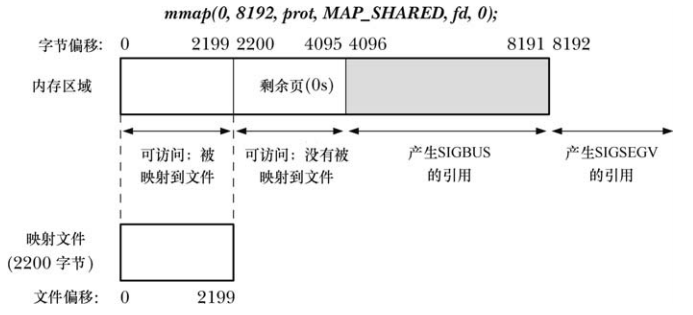 mmap(0, 8192, prot, MAP_SHARED, fd, 0);
字节偏移: 0 2199 2200 4095 4096 8191 8192
内存区域 剩余页(0s)
可访问：被 可访问：没有被 产生SIGBUS 产生SIGSEGV
映射到文件 映射到文件 的引用 的引用
映射文件
(2200 字节)
文件偏移: 0 2199